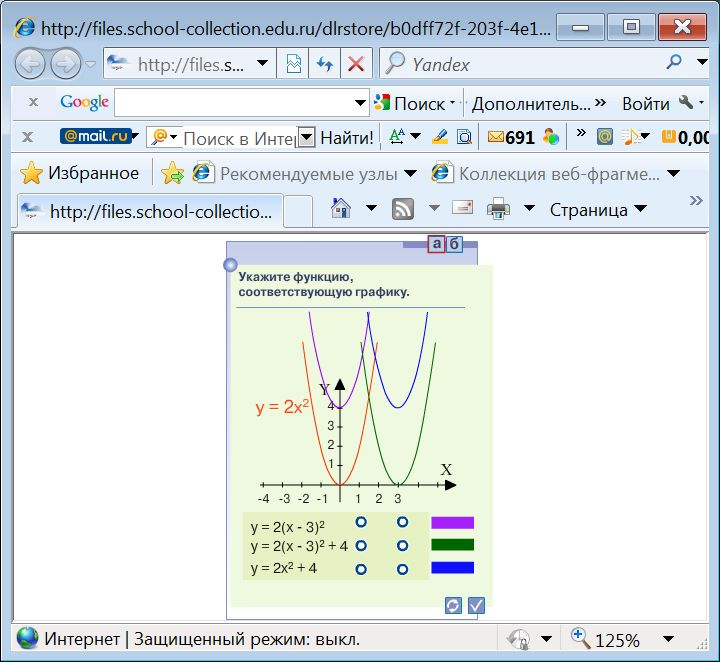 http://files.school-collection.edu.ru/dlrstore/b0dff72f-203f-4e1...
http://files.s... Yandex
x Google Поиск Дополнитель... » Войти
x @mail.ru Поиск в Инте Найти! 691 » 0,00
Избранное Рекомендуемые узлы Коллекция веб-фрагме...
http://files.school-collectio... Страница »
а б
Укажите функцию,
соответствующую графику.
Y
y = 2x²
4
3
2
1
X
-4 -3 -2 -1 1 2 3
y = 2(x - 3)²
y = 2(x - 3)² + 4
y = 2x² + 4
Интернет | Защищенный режим: выкл. 125%